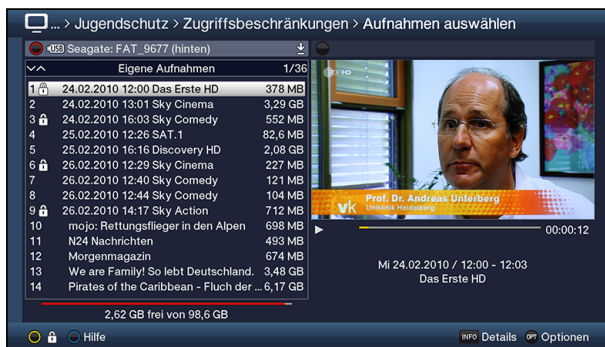 ... > Jugendschutz > Zugriffsbeschränkungen > Aufnahmen auswählen
USB Seagate: FAT_9677 (hinten)
Eigene Aufnahmen 1/36
1 24.02.2010 12:00 Das Erste HD 378 MB
2 24.02.2010 13:01 Sky Cinema 3,29 GB
3 24.02.2010 16:03 Sky Comedy 552 MB
4 25.02.2010 12:26 SAT.1 82,6 MB
5 25.02.2010 16:16 Discovery HD 2,08 GB
6 26.02.2010 12:29 Sky Cinema 227 MB
7 26.02.2010 12:40 Sky Comedy 121 MB
8 26.02.2010 12:44 Sky Comedy 104 MB
9 26.02.2010 14:17 Sky Action 712 MB
10 mojo: Rettungsflieger in den Alpen 698 MB
11 N24 Nachrichten 493 MB
12 Morgenmagazin 674 MB
13 We are Family! So lebt Deutschland. 3,48 GB
14 Pirates of the Caribbean - Fluch der ... 6,17 GB
2,62 GB frei von 98,6 GB
vk
Prof. Dr. Andreas Unterberg
Uniklinik Heidelberg
00:00:12
Mi 24.02.2010 / 12:00 - 12:03
Das Erste HD
Hilfe
INFO Details OPT Optionen